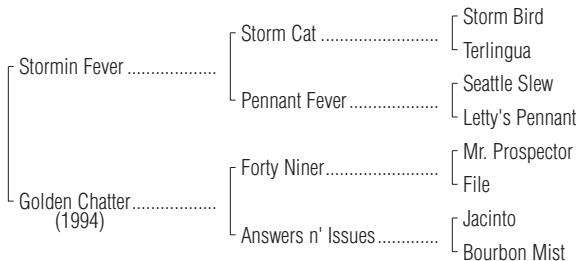 Storm Bird
Storm Cat ..........................
Terlingua
Stormin Fever ....................
Seattle Slew
Pennant Fever ....................
Letty's Pennant
Mr. Prospector
Forty Niner.........................
File
Golden Chatter...................
(1994)
Jacinto
Answers n' Issues.............
Bourbon Mist